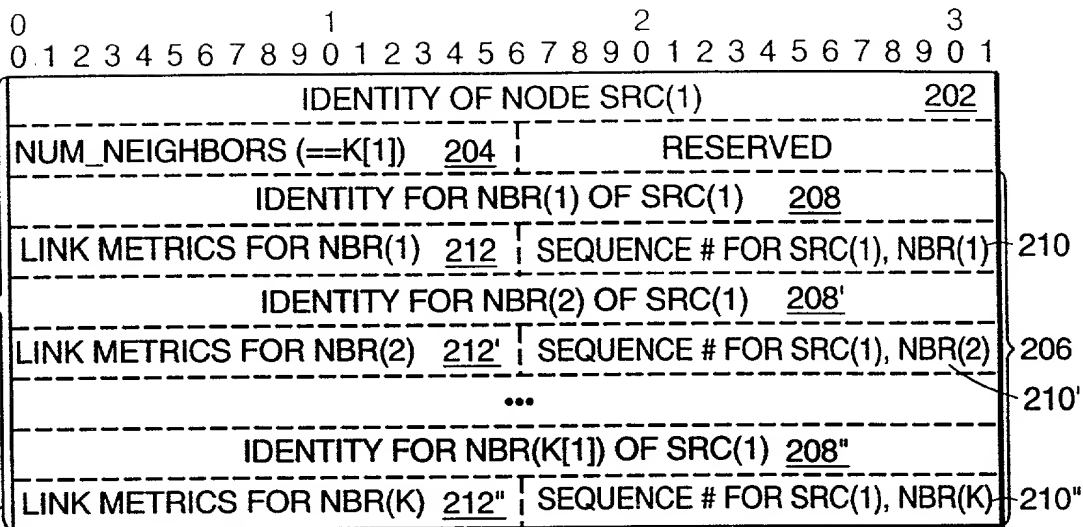 0 1 2 3
0 1 2 3 4 5 6 7 8 9 0 1 2 3 4 5 6 7 8 9 0 1 2 3 4 5 6 7 8 9 0 1
IDENTITY OF NODE SRC(1) 202
NUM_NEIGHBORS (==K[1]) 204 RESERVED
IDENTITY FOR NBR(1) OF SRC(1) 208
LINK METRICS FOR NBR(1) 212 SEQUENCE # FOR SRC(1), NBR(1) 210
IDENTITY FOR NBR(2) OF SRC(1) 208'
LINK METRICS FOR NBR(2) 212' SEQUENCE # FOR SRC(1), NBR(2) 206
••• 210'
IDENTITY FOR NBR(K[1]) OF SRC(1) 208"
LINK METRICS FOR NBR(K) 212" SEQUENCE # FOR SRC(1), NBR(K) 210"